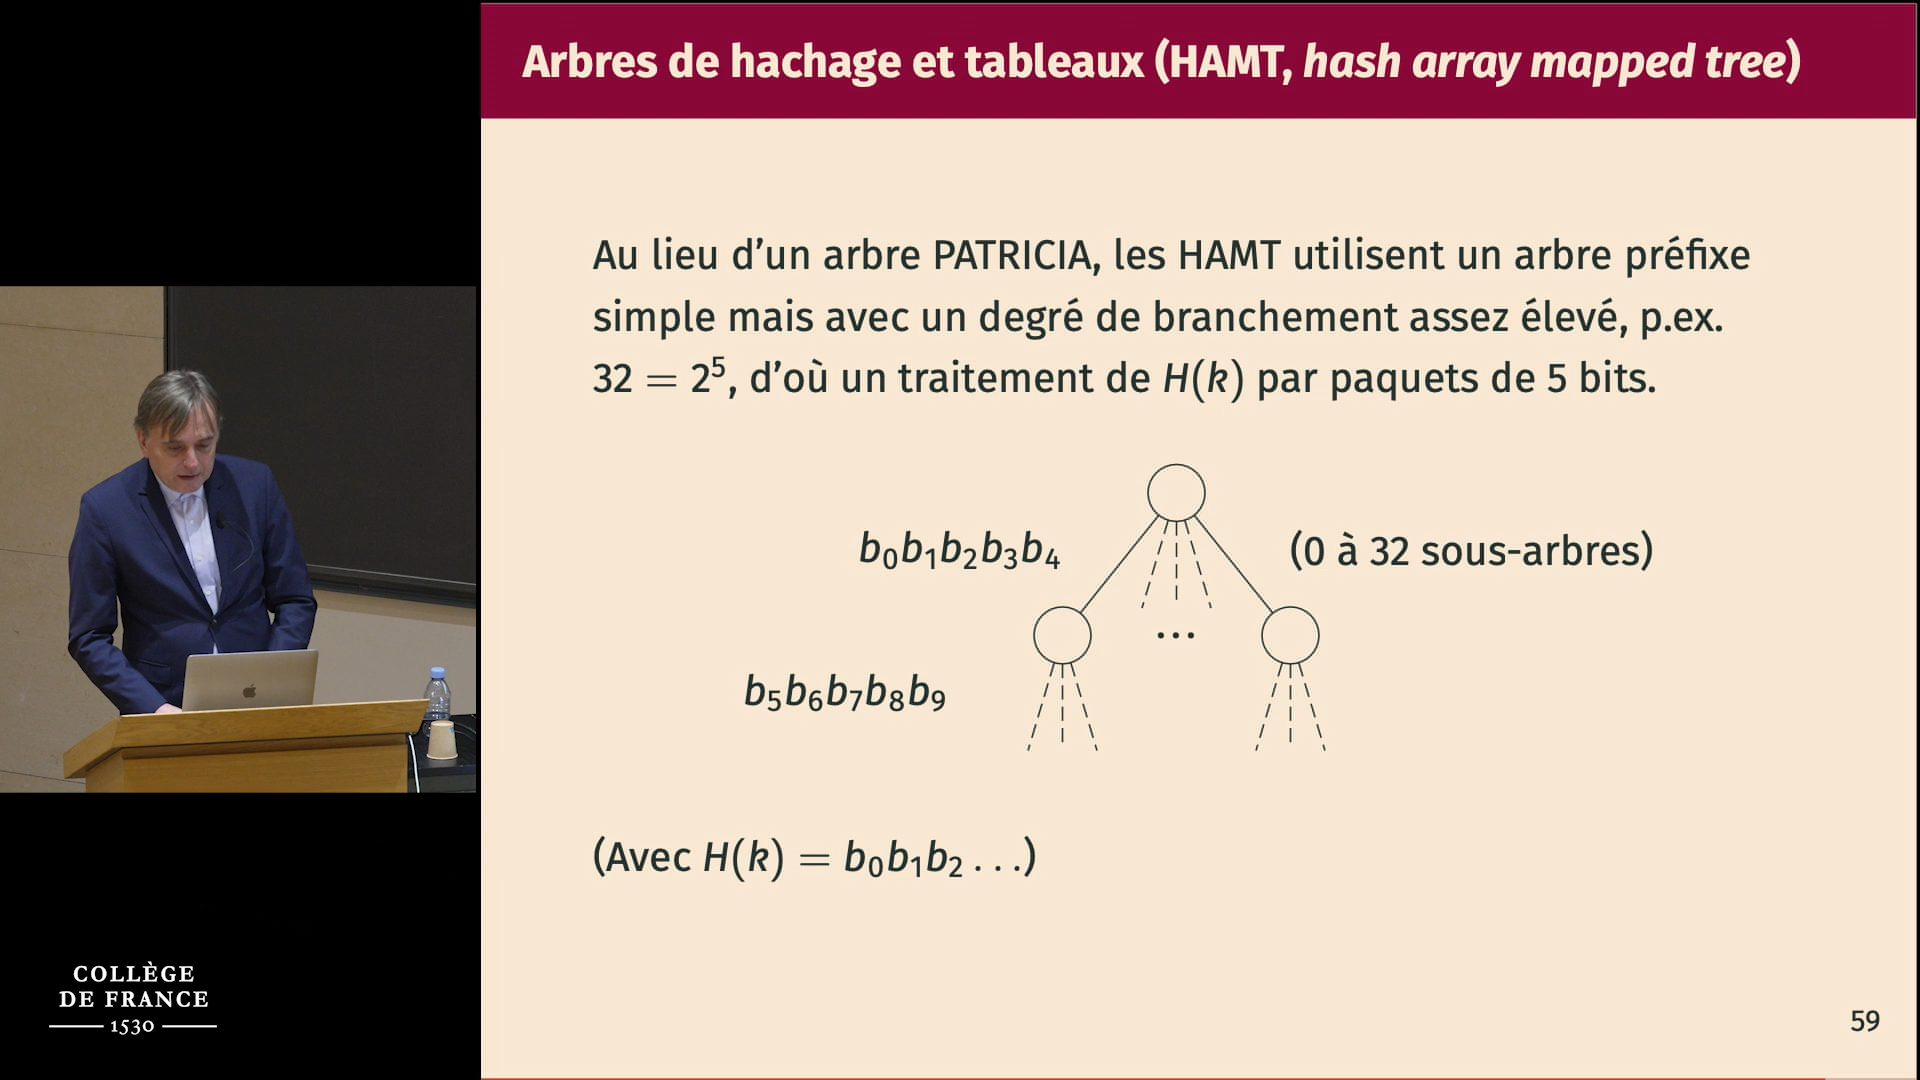 Arbres de hachage et tableaux (HAMT, hash array mapped tree)
Au lieu d’un arbre PATRICIA, les HAMT utilisent un arbre préfixe
simple mais avec un degré de branchement assez élevé, p.ex.
32 = 2⁵, d’où un traitement de H(k) par paquets de 5 bits.
b₀b₁b₂b₃b₄
(0 à 32 sous-arbres)
...
b₅b₆b₇b₈b₉
(Avec H(k) = b₀b₁b₂ . . .)
59
COLLÈGE
DE FRANCE
1530